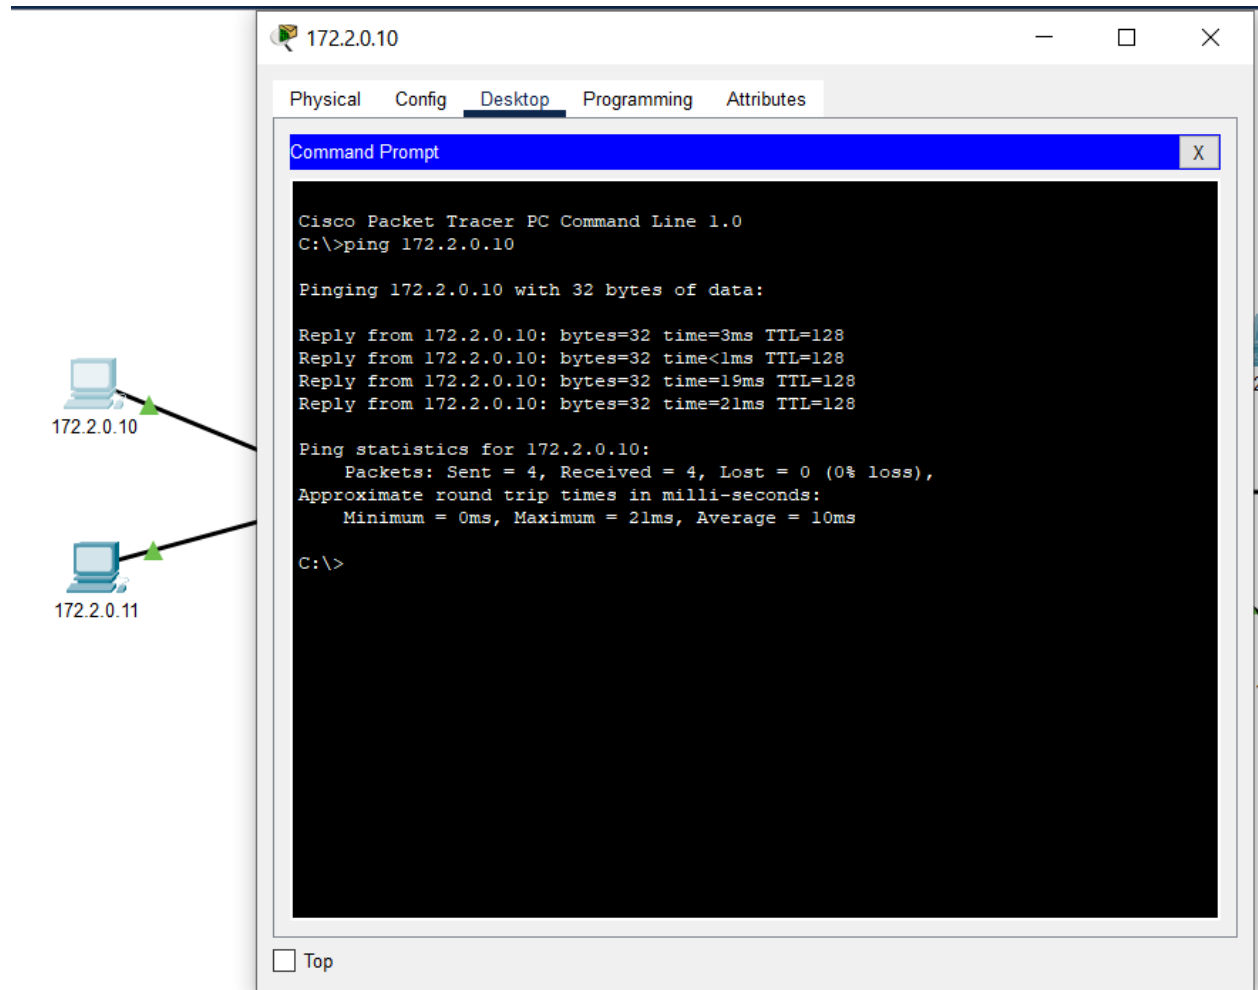 172.2.0.10
Physical Config Desktop Programming Attributes
Command Prompt
X
Cisco Packet Tracer PC Command Line 1.0
C:\>ping 172.2.0.10
Pinging 172.2.0.10 with 32 bytes of data:
Reply from 172.2.0.10: bytes=32 time=3ms TTL=128
Reply from 172.2.0.10: bytes=32 time<1ms TTL=128
Reply from 172.2.0.10: bytes=32 time=19ms TTL=128
Reply from 172.2.0.10: bytes=32 time=21ms TTL=128
Ping statistics for 172.2.0.10:
Packets: Sent = 4, Received = 4, Lost = 0 (0% loss),
Approximate round trip times in milli-seconds:
Minimum = 0ms, Maximum = 21ms, Average = 10ms
C:\>
Top
172.2.0.10
172.2.0.11